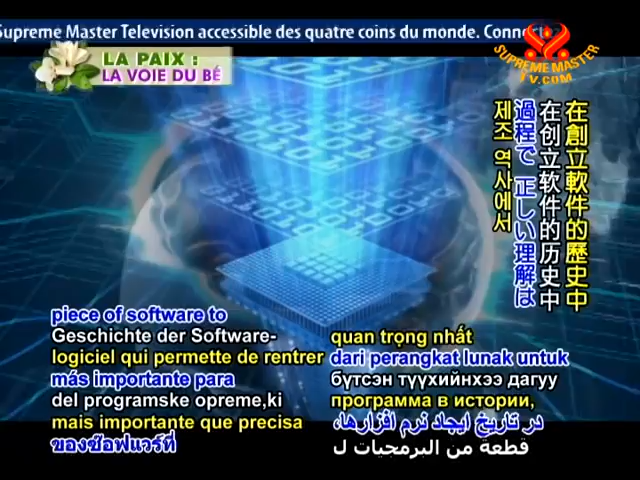 Supreme Master Television accessible des quatre coins du monde. Connectez
LA PAIX :
LA VOIE DU BÉ
SUPREME MASTER
TV.COM
在創立軟件的歷史中
在创立软件的历史中
過程で 正しい理解は
제조 역사에서
piece of software to
Geschichte der Software-
logiciel qui permette de rentrer
más importante para
del programske opreme,ki
mais importante que precisa
ของซ๊อฟแวร์ที่
quan trọng nhất
dari perangkat lunak untuk
бүтсэн түүхийнхээ дагуу
программа в истории,
در تاریخ ایجاد نرم افزارها،
قطعة من البرمجيات ل